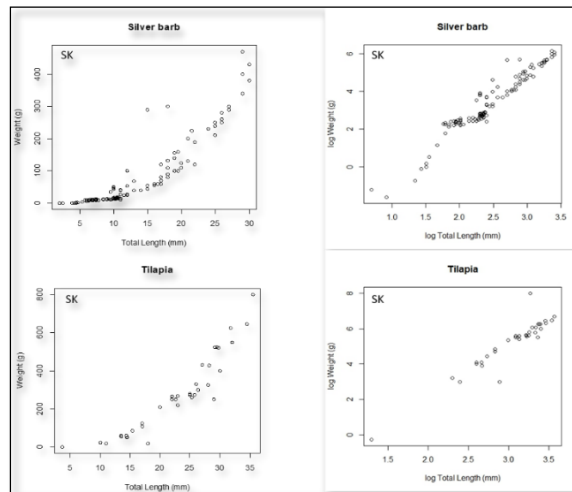 Silver barb
SK
Weight (g)
0 100 200 300 400
5 10 15 20 25 30
Total Length (mm)
Silver barb
SK
log Weight (g)
0 2 4 6
1.0 1.5 2.0 2.5 3.0 3.5
log Total Length (mm)
Tilapia
SK
Weight (g)
0 200 400 600 800
5 10 15 20 25 30 35
Total Length (mm)
Tilapia
SK
log Weight (g)
0 2 4 6 8
1.5 2.0 2.5 3.0 3.5
log Total Length (mm)